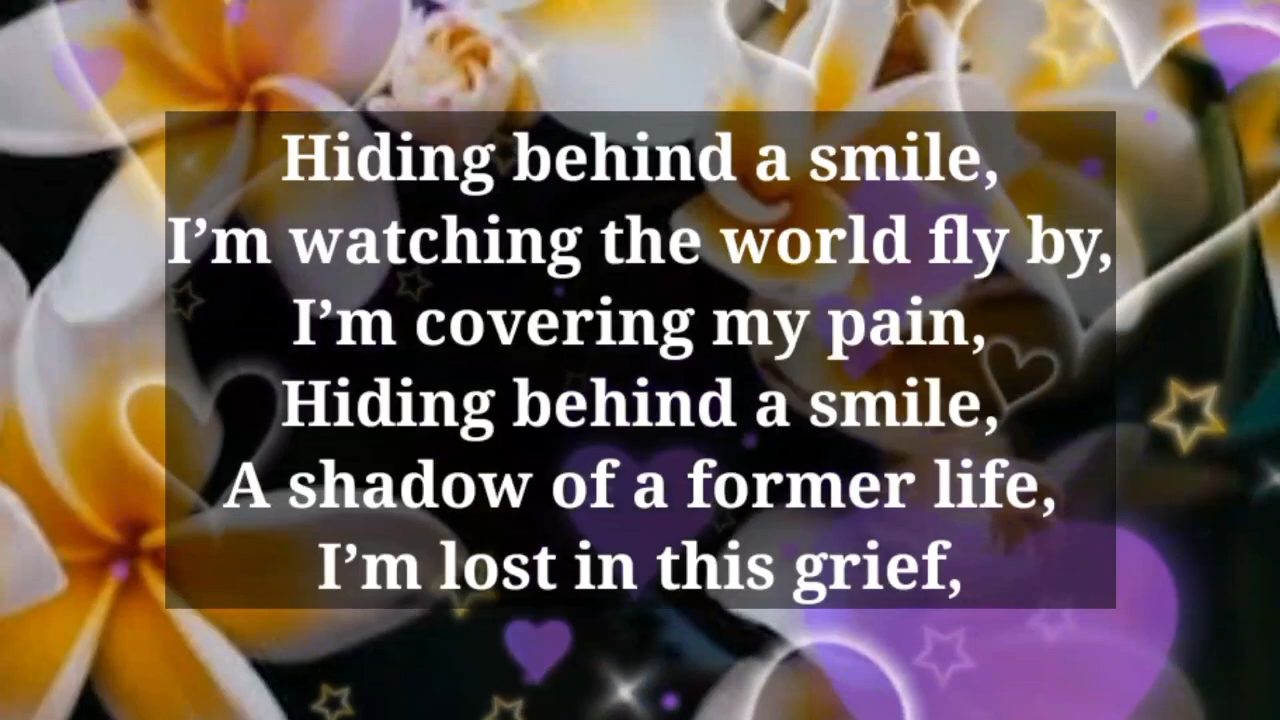 Hiding behind a smile,
I’m watching the world fly by,
I’m covering my pain,
Hiding behind a smile,
A shadow of a former life,
I’m lost in this grief,